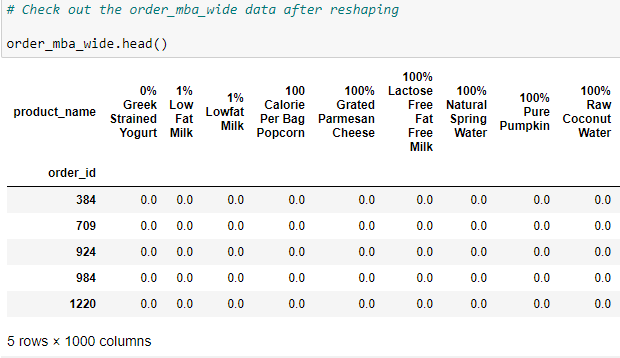 # Check out the order_mba_wide data after reshaping
order_mba_wide.head()
product_name 0% Greek Strained Yogurt 1% Low Fat Milk 1% Lowfat Milk 100 Calorie Per Bag Popcorn 100% Grated Parmesan Cheese 100% Lactose Free Fat Free Milk 100% Natural Spring Water 100% Pure Pumpkin 100% Raw Coconut Water
order_id
384 0.0 0.0 0.0 0.0 0.0 0.0 0.0 0.0 0.0
709 0.0 0.0 0.0 0.0 0.0 0.0 0.0 0.0 0.0
924 0.0 0.0 0.0 0.0 0.0 0.0 0.0 0.0 0.0
984 0.0 0.0 0.0 0.0 0.0 0.0 0.0 0.0 0.0
1220 0.0 0.0 0.0 0.0 0.0 0.0 0.0 0.0 0.0
5 rows × 1000 columns